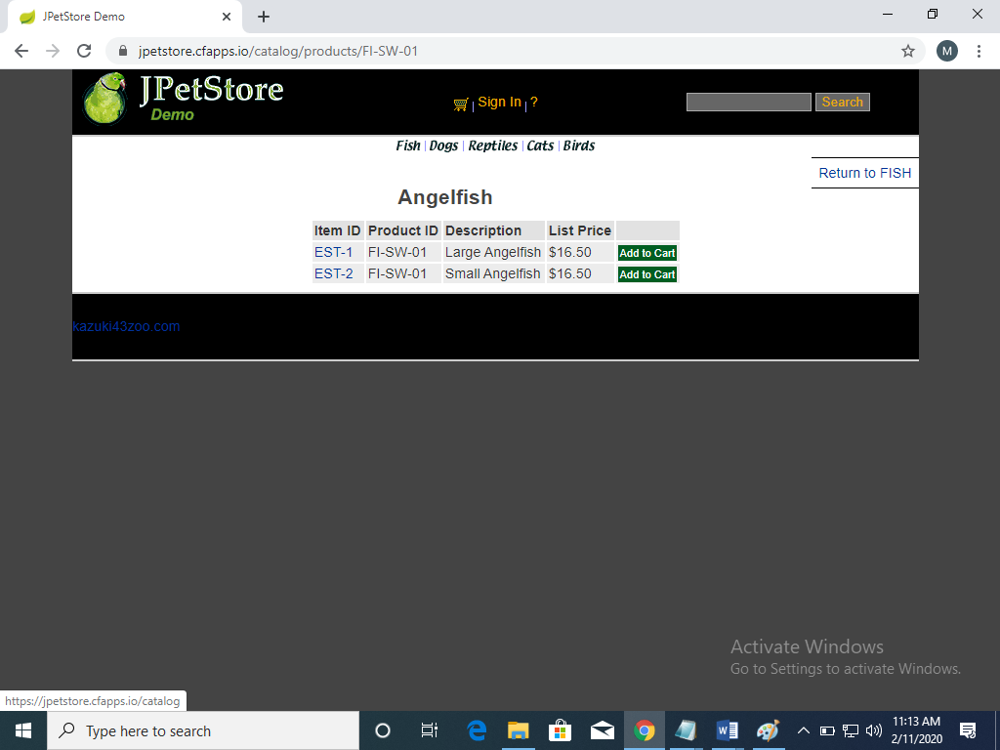 JPetStore Demo
jpetstore.cfapps.io/catalog/products/FI-SW-01
M
JPetStore
Demo
Sign In | ?
Search
Fish | Dogs | Reptiles | Cats | Birds
Return to FISH
Angelfish
Item ID Product ID Description List Price
EST-1 FI-SW-01 Large Angelfish $16.50 Add to Cart
EST-2 FI-SW-01 Small Angelfish $16.50 Add to Cart
kazuki43zoo.com
Activate Windows
Go to Settings to activate Windows.
https://jpetstore.cfapps.io/catalog
Type here to search
11:13 AM
2/11/2020